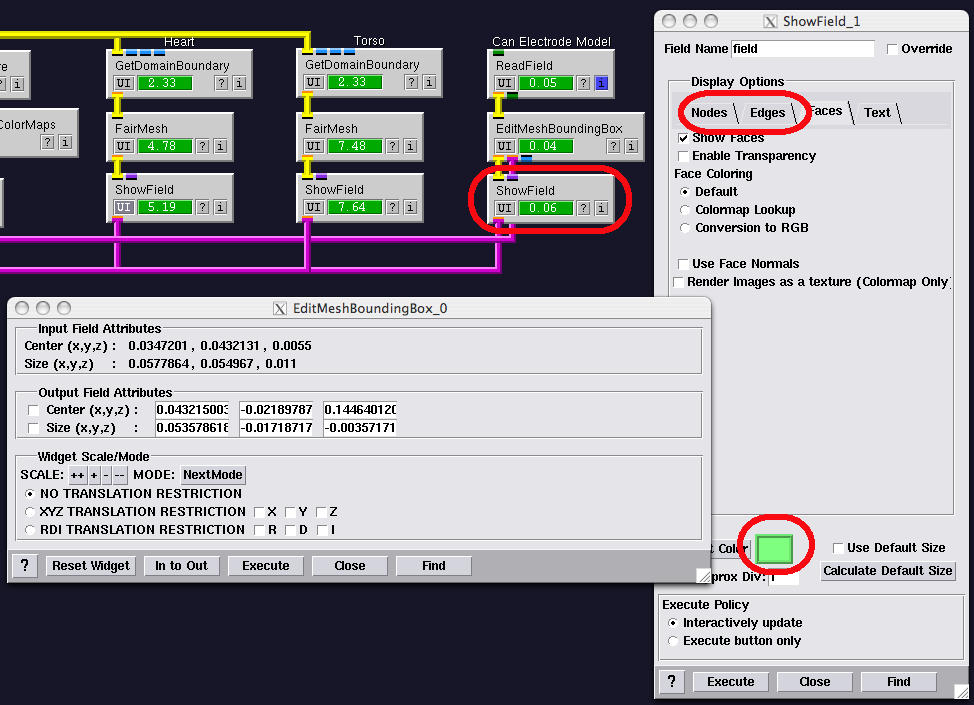 Heart
Torso
Can Electrode Model
re
? i
GetDomainBoundary
UI 2.33 ? i
GetDomainBoundary
UI 2.33 ? i
ReadField
UI 0.05 ? i
ColorMaps
? i
FairMesh
UI 4.78 ? i
FairMesh
UI 7.48 ? i
EditMeshBoundingBox
UI 0.04 ? i
ShowField
UI 5.19 ? i
ShowField
UI 7.64 ? i
ShowField
UI 0.06 ? i
X ShowField_1
Field Name field Override
Display Options
Nodes Edges Faces Text
Show Faces
Enable Transparency
Face Coloring
Default
Colormap Lookup
Conversion to RGB
Use Face Normals
Render Images as a texture (Colormap Only)
t Color Use Default Size
prox Div: 1 Calculate Default Size
Execute Policy
Interactively update
Execute button only
? Execute Close Find
X EditMeshBoundingBox_0
Input Field Attributes
Center (x,y,z) : 0.0347201 , 0.0432131 , 0.0055
Size (x,y,z) : 0.0577864 , 0.054967 , 0.011
Output Field Attributes
Center (x,y,z) : 0.043215003 -0.02189787 0.144640120
Size (x,y,z) : 0.053578618 -0.01718717 -0.00357171
Widget Scale/Mode
SCALE: ++ + - -- MODE: NextMode
NO TRANSLATION RESTRICTION
XYZ TRANSLATION RESTRICTION X Y Z
RDI TRANSLATION RESTRICTION R D I
? Reset Widget In to Out Execute Close Find